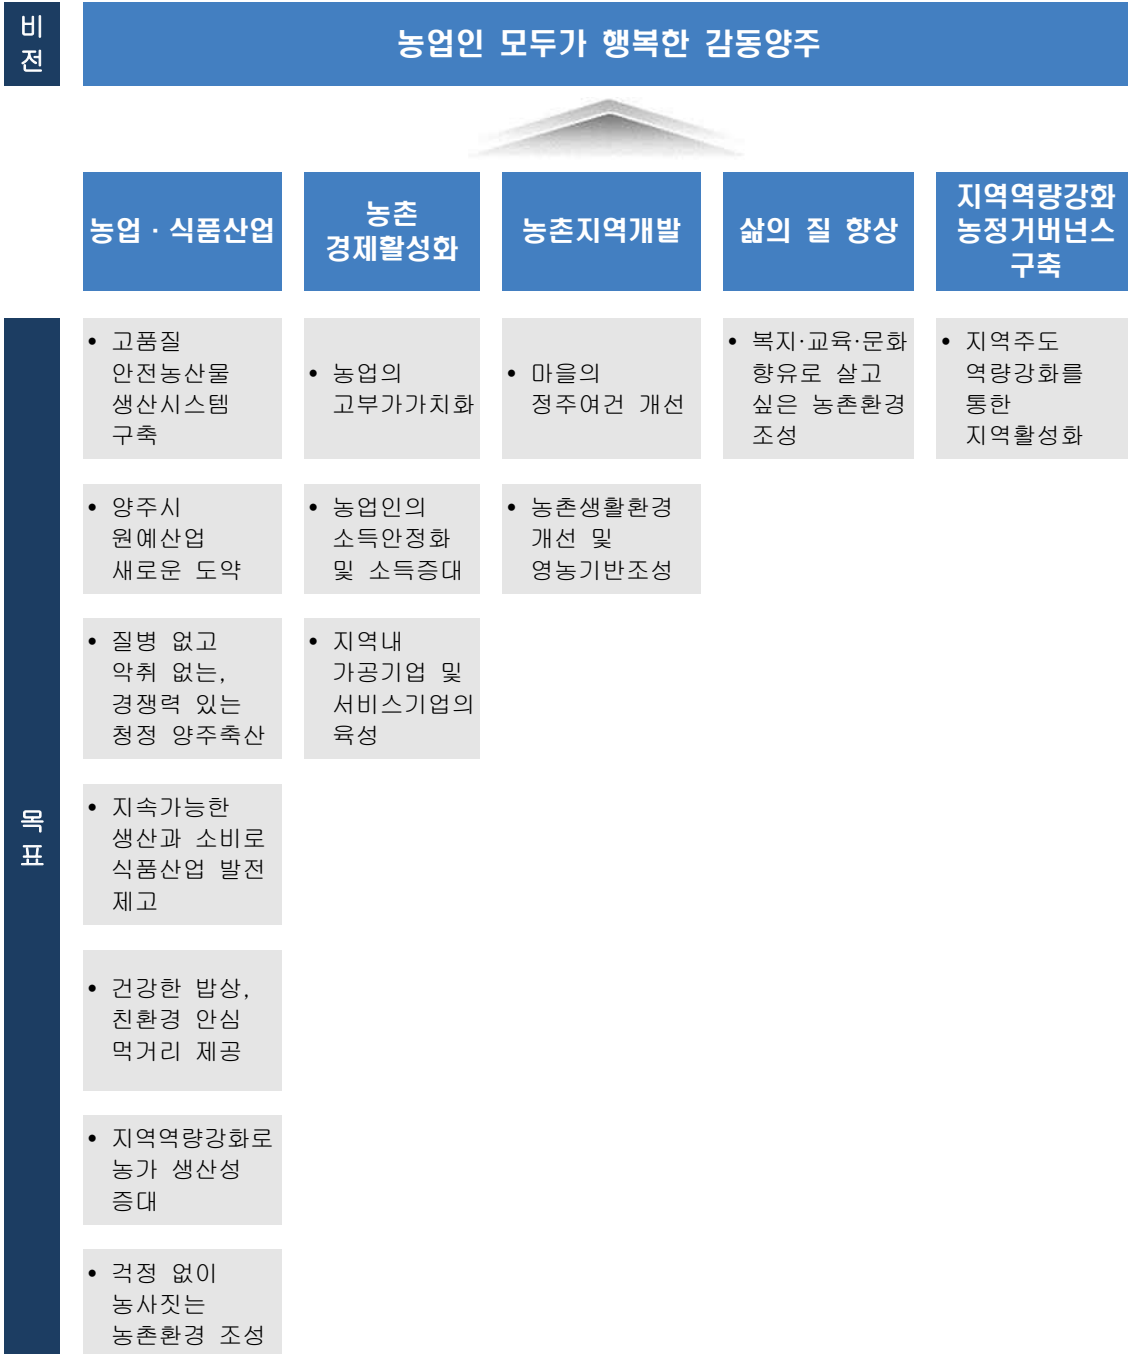 비
전
농업인 모두가 행복한 감동양주
농업 · 식품산업
농촌
경제활성화
농촌지역개발
삶의 질 향상
지역역량강화
농정거버넌스
구축
목
표
• 고품질
안전농산물
생산시스템
구축
• 농업의
고부가가치화
• 마을의
정주여건 개선
• 복지·교육·문화
향유로 살고
싶은 농촌환경
조성
• 지역주도
역량강화를
통한
지역활성화
• 양주시
원예산업
새로운 도약
• 농업인의
소득안정화
및 소득증대
• 농촌생활환경
개선 및
영농기반조성
• 질병 없고
악취 없는,
경쟁력 있는
청정 양주축산
• 지역내
가공기업 및
서비스기업의
육성
• 지속가능한
생산과 소비로
식품산업 발전
제고
• 건강한 밥상,
친환경 안심
먹거리 제공
• 지역역량강화로
농가 생산성
증대
• 걱정 없이
농사짓는
농촌환경 조성